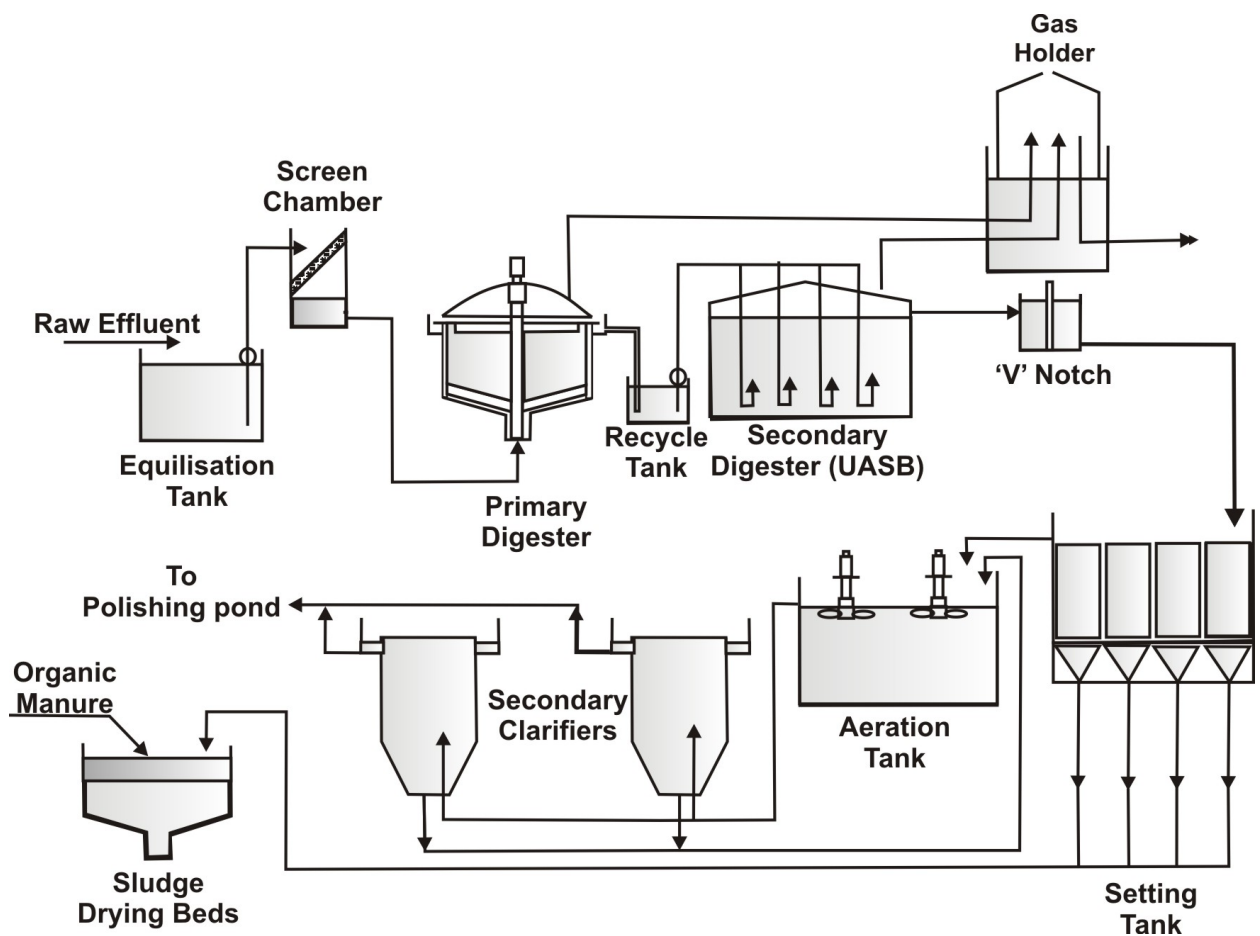 Gas
Holder
Screen
Chamber
Raw Effluent
'V' Notch
Equilisation
Tank
Recycle
Tank
Secondary
Digester (UASB)
Primary
Digester
To
Polishing pond
Organic
Manure
Secondary
Clarifiers
Aeration
Tank
Sludge
Drying Beds
Setting
Tank